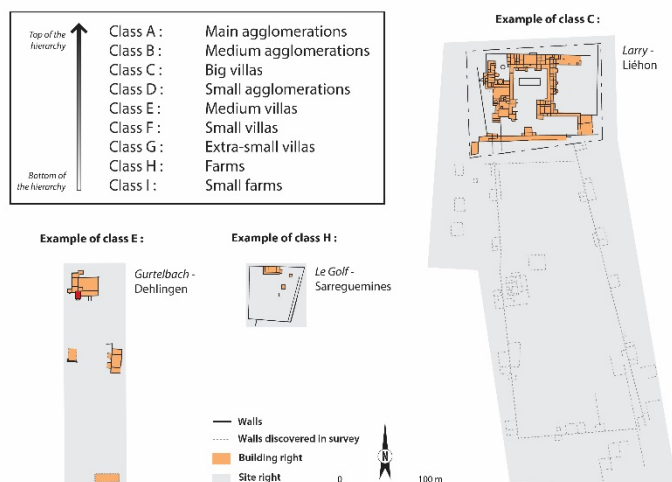 Top of the
hierarchy
Class A : Main agglomerations
Class B : Medium agglomerations
Class C : Big villas
Class D : Small agglomerations
Class E : Medium villas
Class F : Small villas
Class G : Extra-small villas
Class H : Farms
Class I : Small farms
Bottom of
the hierarchy
Example of class C :
Larry -
Liéhon
Example of class E :
Gurtelbach -
Dehlingen
Example of class H :
Le Golf -
Sarreguemines
Walls
Walls discovered in survey
Building right
Site right
N
0 100 m